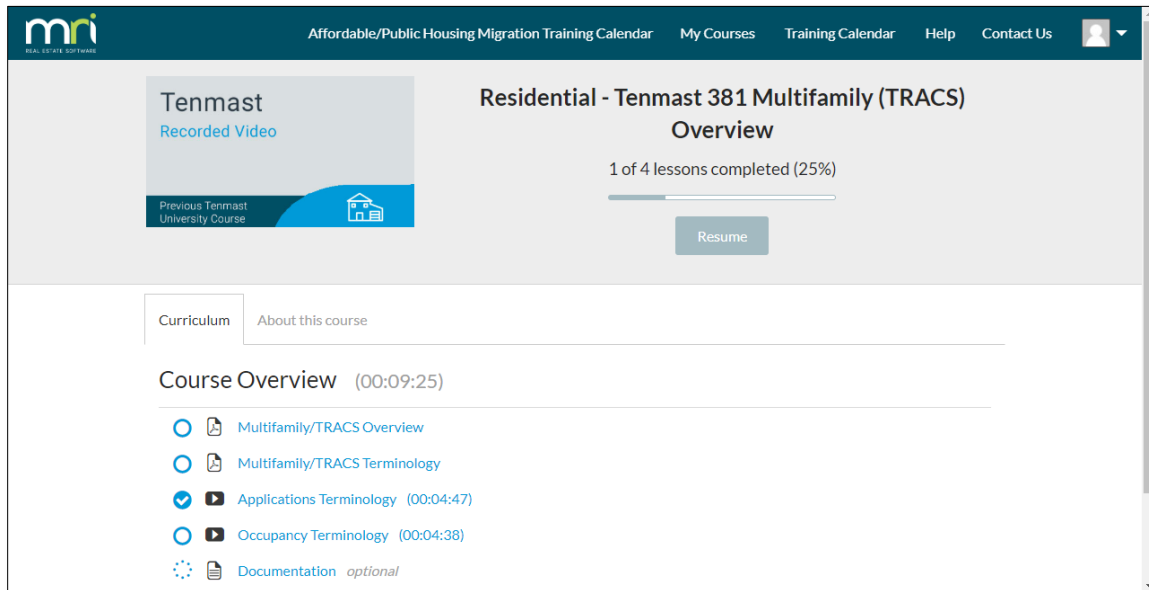 mri
REAL ESTATE SOFTWARE
Affordable/Public Housing Migration Training Calendar My Courses Training Calendar Help Contact Us
Tenmast
Recorded Video
Previous Tenmast
University Course
Residential - Tenmast 381 Multifamily (TRACS)
Overview
1 of 4 lessons completed (25%)
Resume
Curriculum About this course
Course Overview (00:09:25)
Multifamily/TRACS Overview
Multifamily/TRACS Terminology
Applications Terminology (00:04:47)
Occupancy Terminology (00:04:38)
Documentation optional